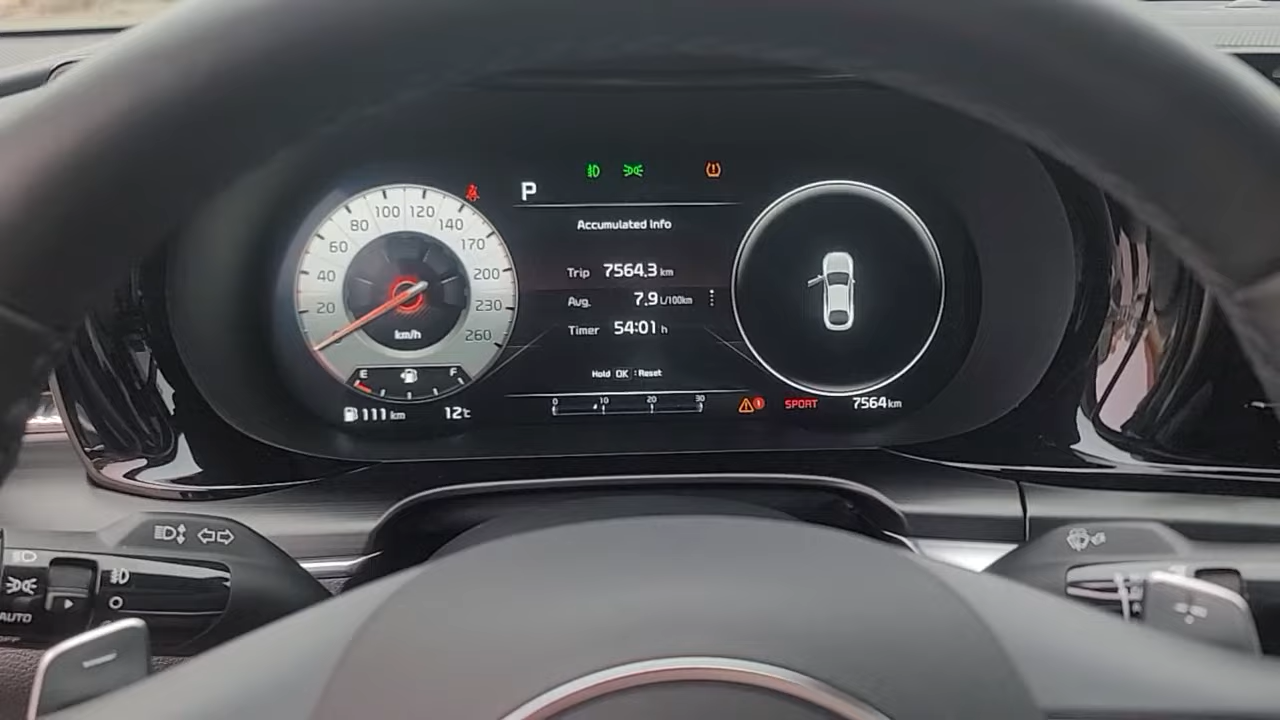 P
100 120
80 140
60 170
40 200
20 230
260
km/h
E F
111 km 12°C
Accumulated Info
Trip 7564.3 km
Avg. 7.9 L/100km
Timer 54:01 h
Hold OK : Reset
0 10 20 30
SPORT 7564 km
AUTO
OFF